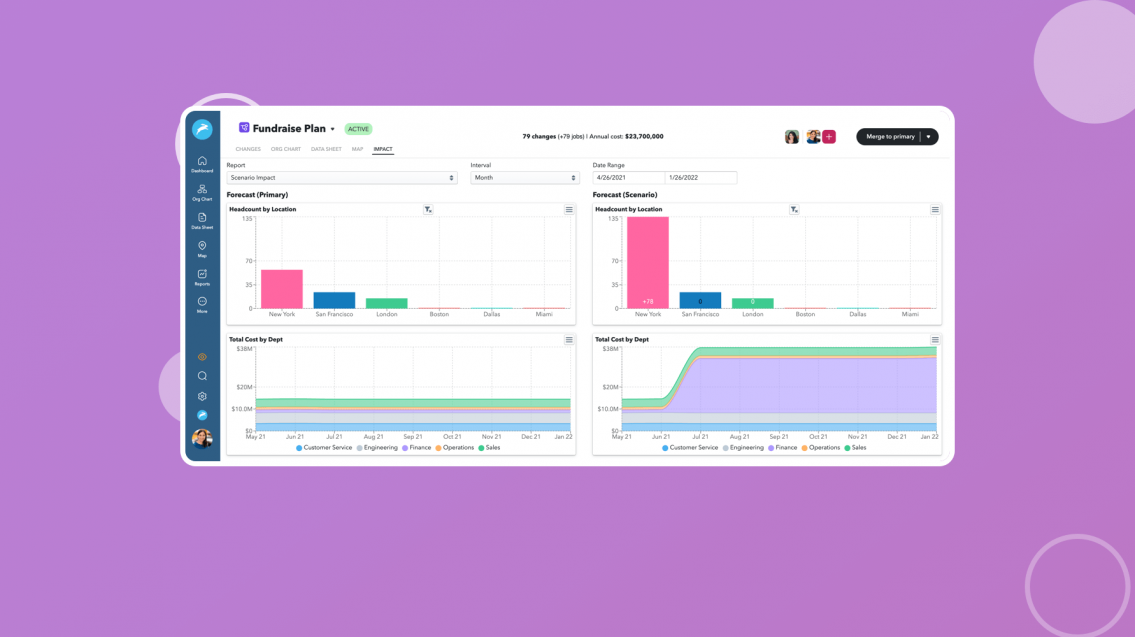 Fundraise Plan
ACTIVE
79 changes (+79 jobs) | Annual cost: $23,700,000
Merge to primary
CHANGES ORG CHART DATA SHEET MAP IMPACT
Dashboard
Org Chart
Data Sheet
Map
Reports
More
Report
Scenario Impact
Interval
Month
Date Range
4/26/2021 1/26/2022
Forecast (Primary)
Headcount by Location
135
70
35
0
New York San Francisco London Boston Dallas Miami
Forecast (Scenario)
Headcount by Location
135
70
35
0
+78 0 0
New York San Francisco London Boston Dallas Miami
Total Cost by Dept
$38M
$20M
$10.0M
$0
May 21 Jun 21 Jul 21 Aug 21 Sep 21 Oct 21 Nov 21 Dec 21 Jan 22
Customer Service Engineering Finance Operations Sales
Total Cost by Dept
$38M
$20M
$10.0M
$0
May 21 Jun 21 Jul 21 Aug 21 Sep 21 Oct 21 Nov 21 Dec 21 Jan 22
Customer Service Engineering Finance Operations Sales